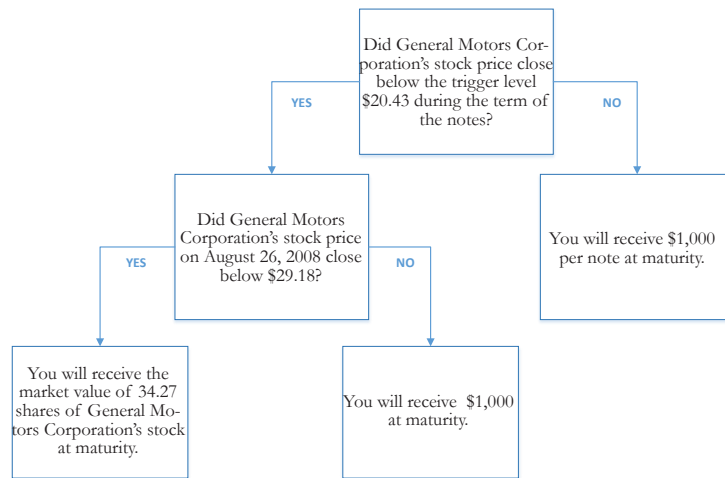 Did General Motors Cor-
poration's stock price close
below the trigger level
$20.43 during the term of
the notes?
YES
NO
Did General Motors
Corporation's stock price
on August 26, 2008 close
below $29.18?
You will receive $1,000
per note at maturity.
YES
NO
You will receive the
market value of 34.27
shares of General Mo-
tors Corporation's stock
at maturity.
You will receive $1,000
at maturity.